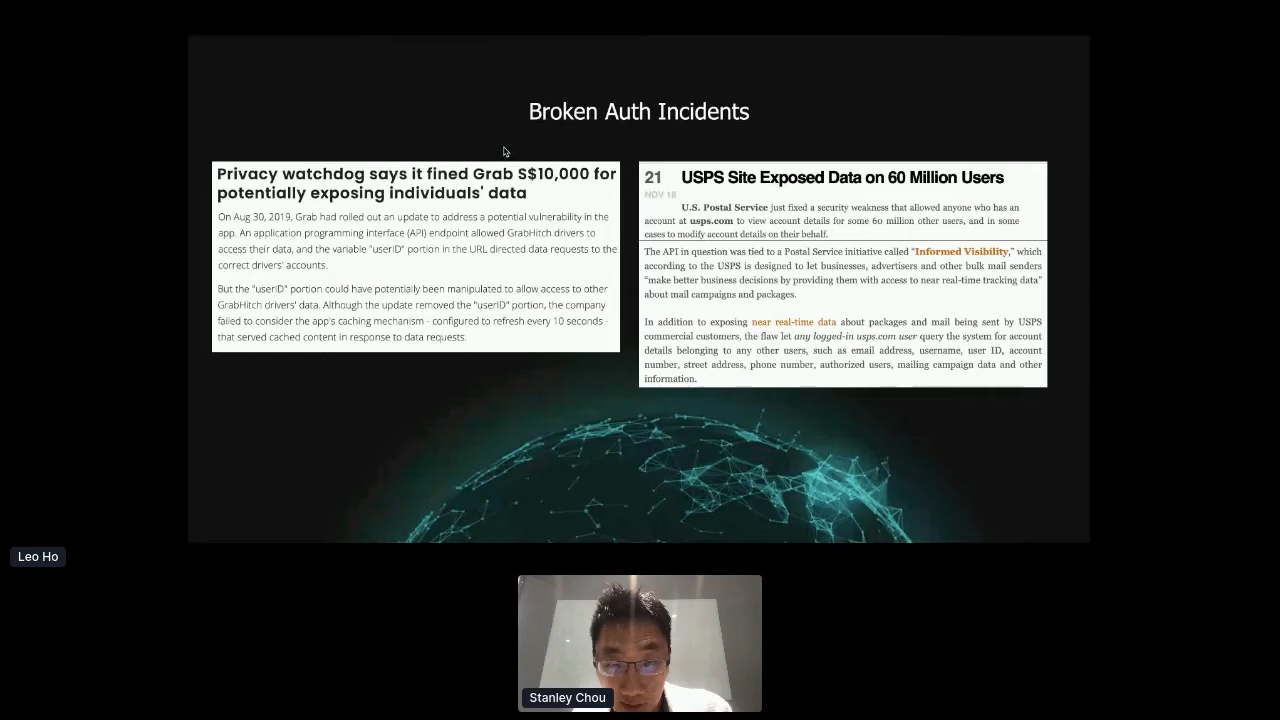 Broken Auth Incidents
Privacy watchdog says it fined Grab S$10,000 for
potentially exposing individuals' data
On Aug 30, 2019, Grab had rolled out an update to address a potential vulnerability in the
app. An application programming interface (API) endpoint allowed GrabHitch drivers to
access their data, and the variable "userID" portion in the URL directed data requests to the
correct drivers' accounts.
But the "userID" portion could have potentially been manipulated to allow access to other
GrabHitch drivers' data. Although the update removed the "userID" portion, the company
failed to consider the app's caching mechanism - configured to refresh every 10 seconds -
that served cached content in response to data requests.
21 USPS Site Exposed Data on 60 Million Users
NOV 18
U.S. Postal Service just fixed a security weakness that allowed anyone who has an
account at usps.com to view account details for some 60 million other users, and in some
cases to modify account details on their behalf.
The API in question was tied to a Postal Service initiative called “Informed Visibility,” which
according to the USPS is designed to let businesses, advertisers and other bulk mail senders
“make better business decisions by providing them with access to near real-time tracking data”
about mail campaigns and packages.
In addition to exposing near real-time data about packages and mail being sent by USPS
commercial customers, the flaw let any logged-in usps.com user query the system for account
details belonging to any other users, such as email address, username, user ID, account
number, street address, phone number, authorized users, mailing campaign data and other
information.
Leo Ho
Stanley Chou